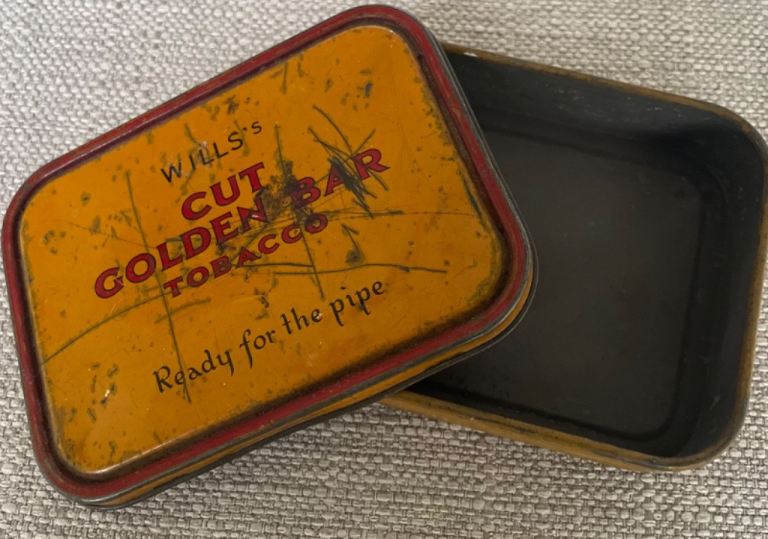 WILLS's
CUT
GOLDEN BAR
TOBACCO
Ready for the pipe